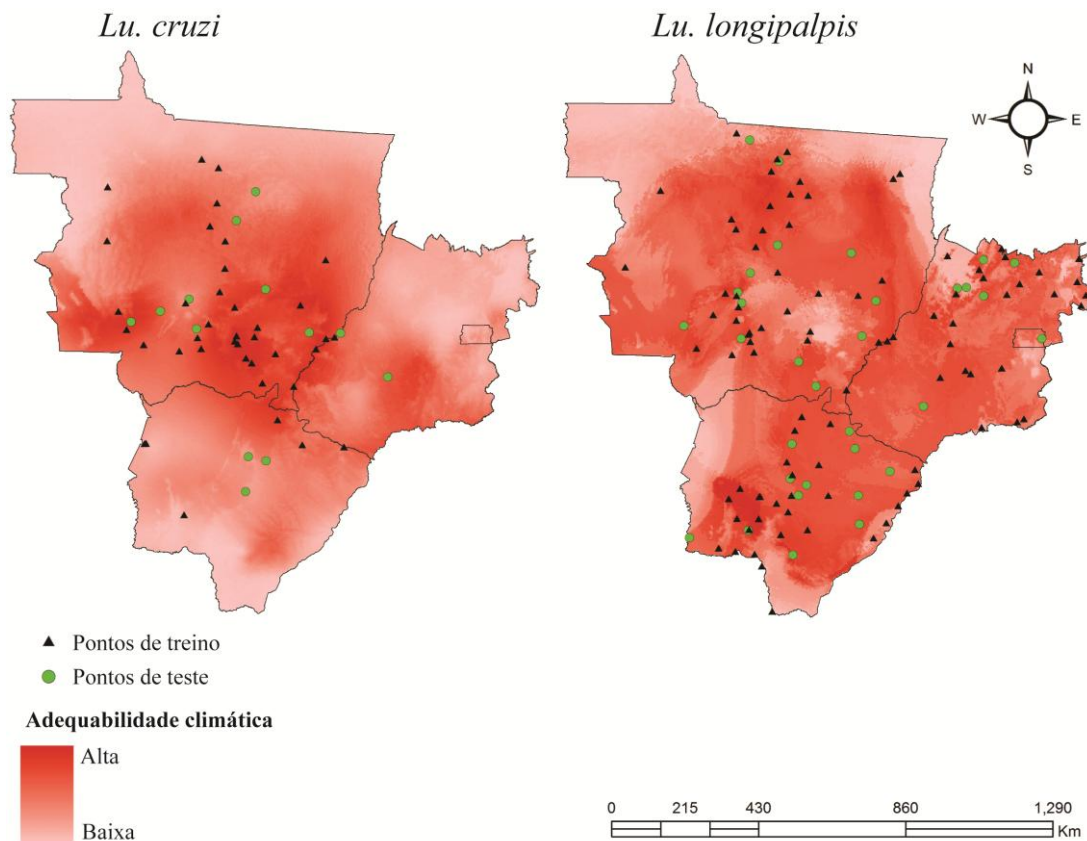 Lu. cruzi
Lu. longipalpis
N
W E
S
Pontos de treino
Pontos de teste
Adequabilidade climática
Alta
Baixa
0 215 430 860 1,290
Km